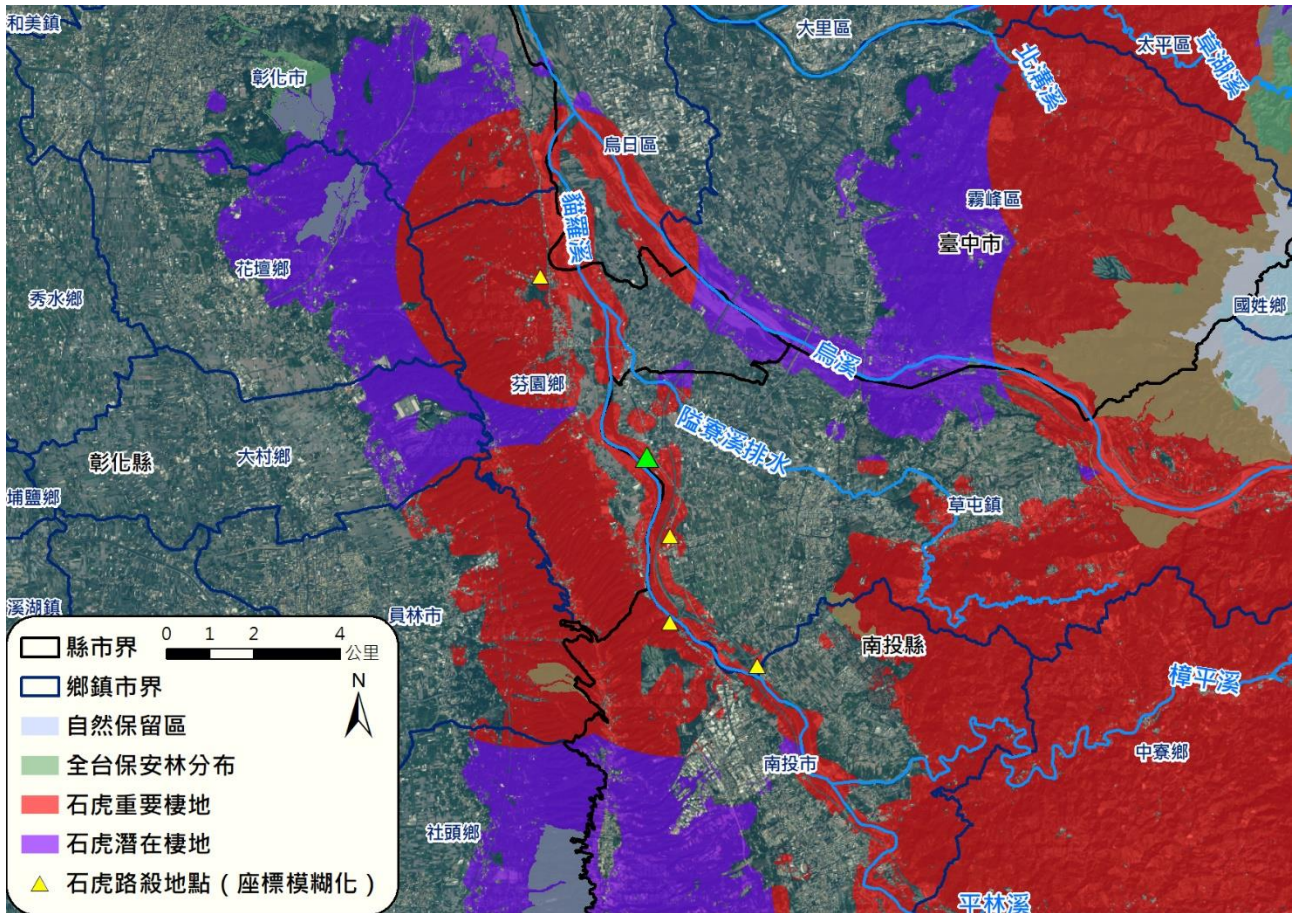 和美鎮
彰化市
大里區
太平區
草湖溪
北溝溪
烏日區
霧峰區
臺中市
貓羅溪
花壇鄉
秀水鄉
國姓鄉
烏溪
芬園鄉
隘寮溪排水
大村鄉
彰化縣
埔鹽鄉
草屯鎮
溪湖鎮
員林市
南投縣
樟平溪
中寮鄉
南投市
社頭鄉
平林溪
縣市界
0 1 2 4
公里
鄉鎮市界
N
自然保留區
全台保安林分布
石虎重要棲地
石虎潛在棲地
石虎路殺地點（座標模糊化）